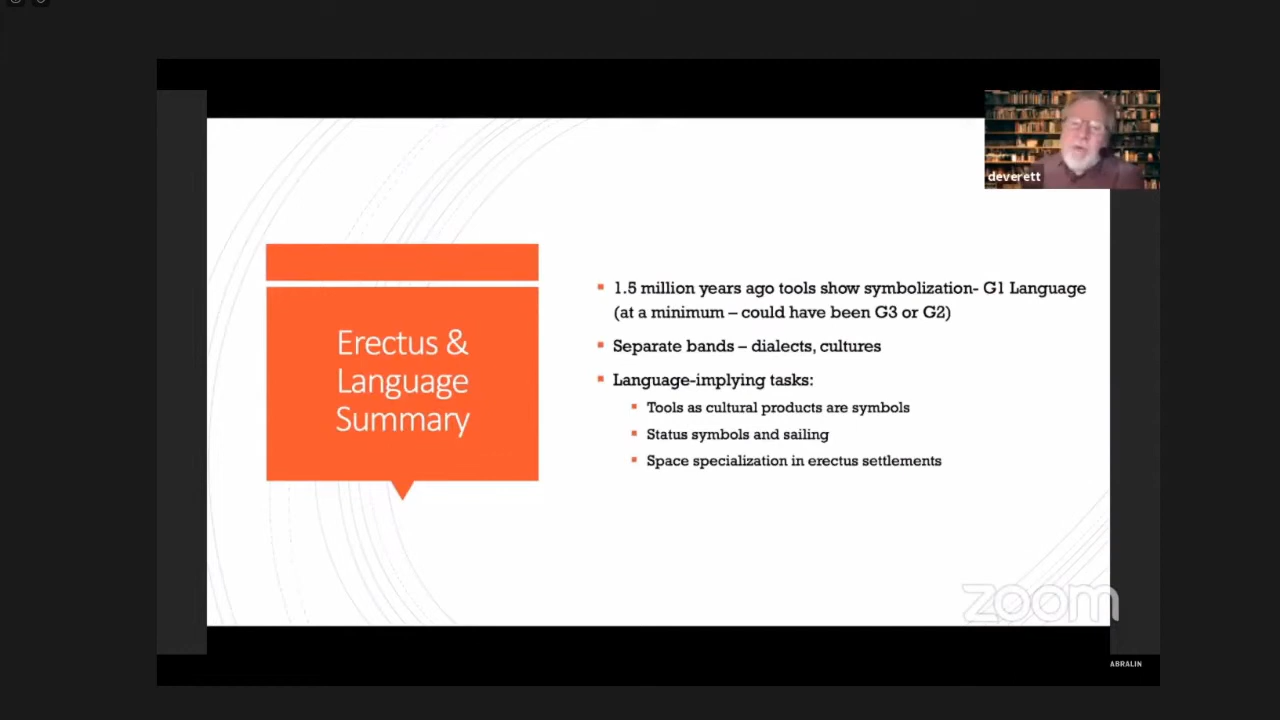 deverett
Erectus &
Language
Summary
▪ 1.5 million years ago tools show symbolization- G1 Language
(at a minimum – could have been G3 or G2)
▪ Separate bands – dialects, cultures
▪ Language-implying tasks:
▪ Tools as cultural products are symbols
▪ Status symbols and sailing
▪ Space specialization in erectus settlements
zoom
ABRALIN